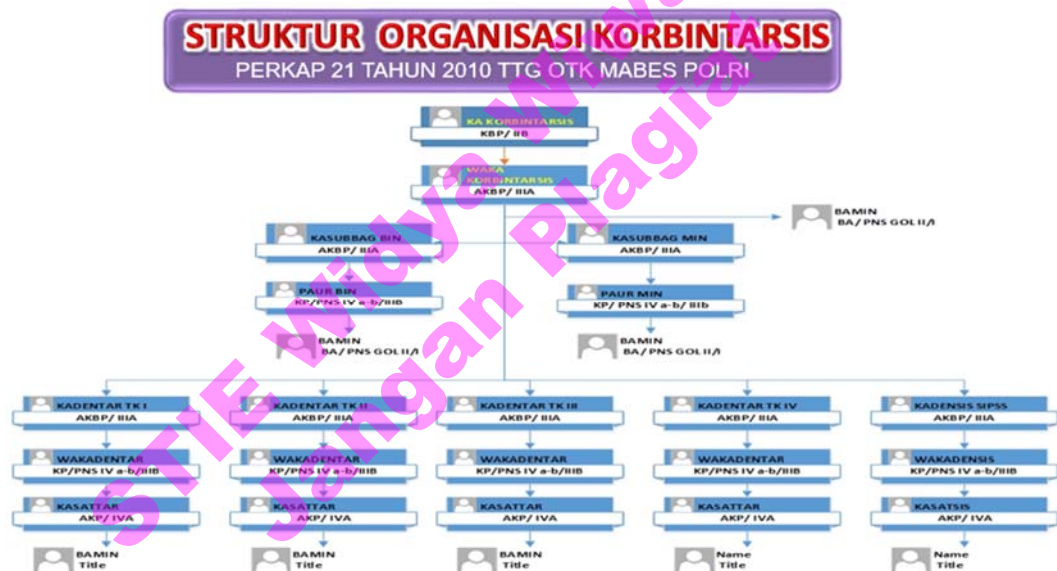 STRUKTUR ORGANISASI KORBINTARSIS
PERKAP 21 TAHUN 2010 TTG OTK MABES POLRI
KA KORBINTARSIS
KBP/ IIB
WAKA
KORBINTARSIS
AKBP/ IIIA
BAMIN
BA/ PNS GOL II/I
KASUBBAG BIN
AKBP/ IIIA
KASUBBAG MIN
AKBP/ IIIA
PAUR BIN
KP/PNS IV a-b/IIIB
PAUR MIN
KP/ PNS IV a-b/ IIIb
BAMIN
BA/ PNS GOL II/I
BAMIN
BA/ PNS GOL II/I
KADENTAR TK I
AKBP/ IIIA
KADENTAR TK II
AKBP/ IIIA
KADENTAR TK III
AKBP/ IIIA
KADENTAR TK IV
AKBP/ IIIA
KADENSIS SIPSS
AKBP/ IIIA
WAKADENTAR
KP/PNS IV a-b/IIIB
WAKADENTAR
KP/PNS IV a-b/IIIB
WAKADENTAR
KP/PNS IV a-b/IIIB
WAKADENTAR
KP/PNS IV a-b/IIIB
WAKADENSIS
KP/PNS IV a-b/IIIB
KASATTAR
AKP/ IVA
KASATTAR
AKP/ IVA
KASATTAR
AKP/ IVA
KASATTAR
AKP/ IVA
KASATSIS
AKP/ IVA
BAMIN
Title
BAMIN
Title
BAMIN
Title
Name
Title
Name
Title
STIE Widya Wiwaha
Jangan Plagiat